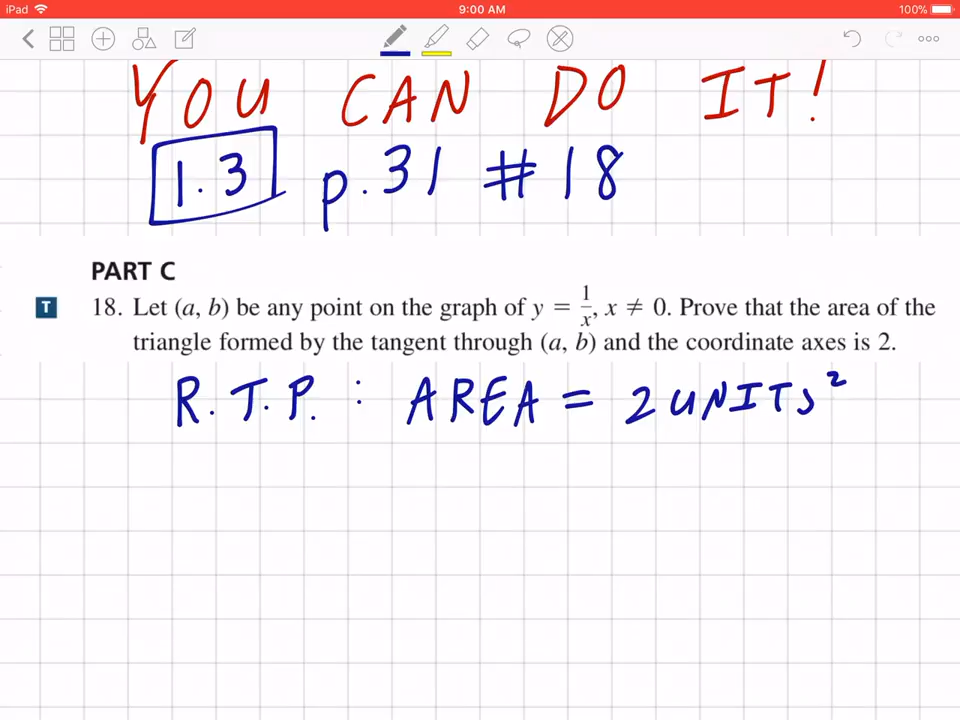 iPad 9:00 AM 100%
YOU CAN DO IT!
1.3 p.31 #18
PART C
T 18. Let (a, b) be any point on the graph of y = 1/x, x ≠ 0. Prove that the area of the
triangle formed by the tangent through (a, b) and the coordinate axes is 2.
R.T.P. : AREA = 2 UNITS²